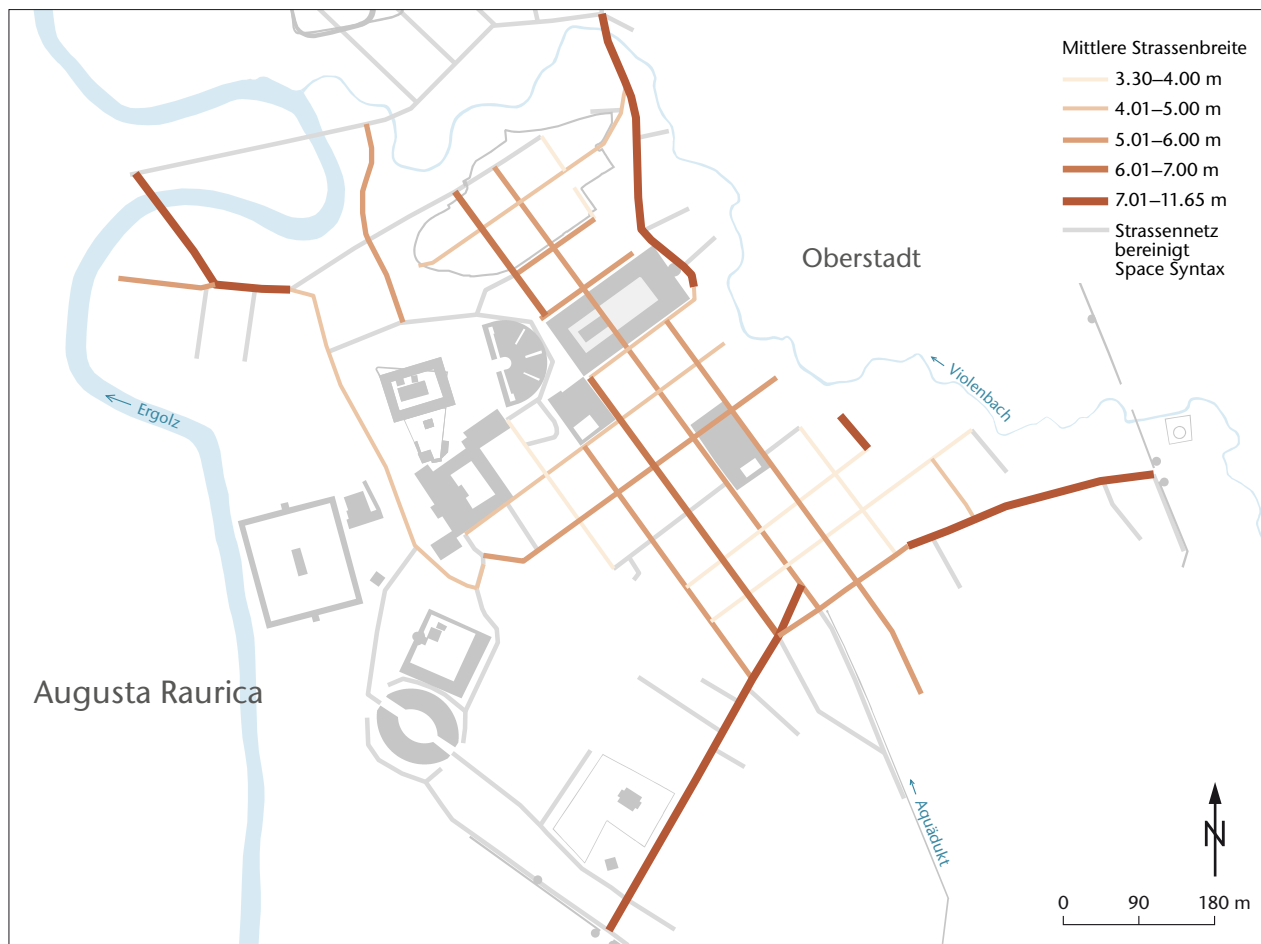 Mittlere Strassenbreite
3.30–4.00 m
4.01–5.00 m
5.01–6.00 m
6.01–7.00 m
7.01–11.65 m
Strassennetz
bereinigt
Space Syntax
Oberstadt
← Violenbach
← Ergolz
Augusta Raurica
← Aquädukt
N
0 90 180 m